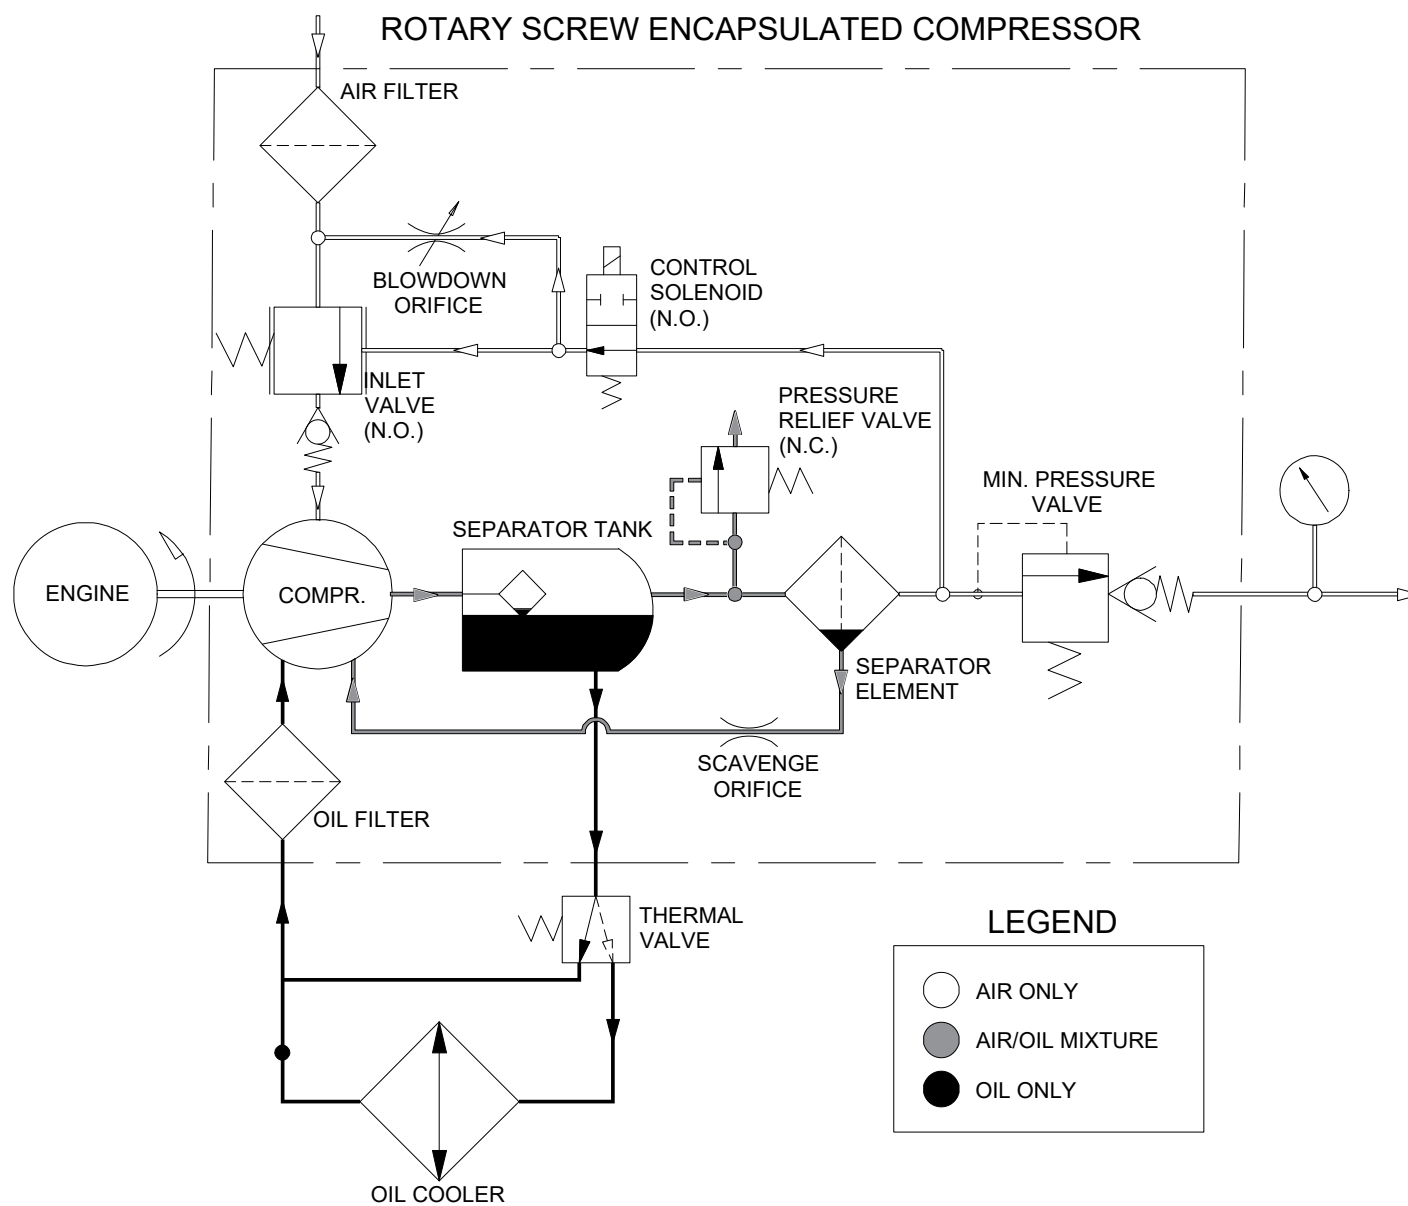 ROTARY SCREW ENCAPSULATED COMPRESSOR
AIR FILTER
BLOWDOWN
ORIFICE
CONTROL
SOLENOID
(N.O.)
INLET
VALVE
(N.O.)
PRESSURE
RELIEF VALVE
(N.C.)
MIN. PRESSURE
VALVE
SEPARATOR TANK
ENGINE
COMPR.
SEPARATOR
ELEMENT
SCAVENGE
ORIFICE
OIL FILTER
THERMAL
VALVE
OIL COOLER
LEGEND
AIR ONLY
AIR/OIL MIXTURE
OIL ONLY